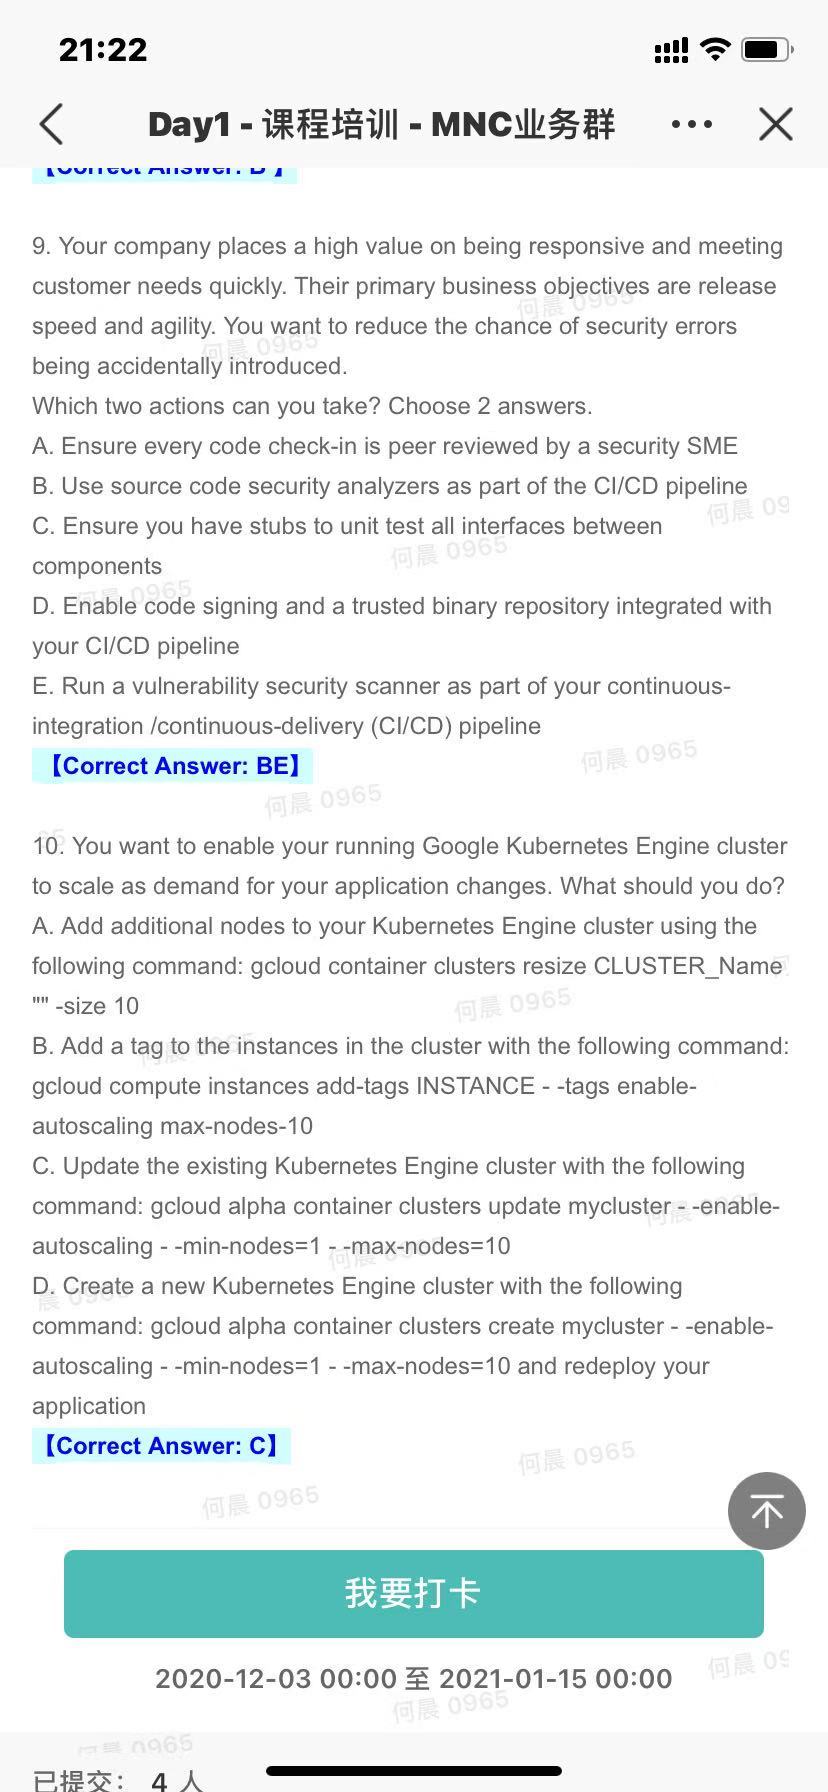 21:22
Day1 - 课程培训 - MNC业务群
【Correct Answer: B】
9. Your company places a high value on being responsive and meeting
customer needs quickly. Their primary business objectives are release
speed and agility. You want to reduce the chance of security errors
being accidentally introduced.
Which two actions can you take? Choose 2 answers.
A. Ensure every code check-in is peer reviewed by a security SME
B. Use source code security analyzers as part of the CI/CD pipeline
C. Ensure you have stubs to unit test all interfaces between
components
D. Enable code signing and a trusted binary repository integrated with
your CI/CD pipeline
E. Run a vulnerability security scanner as part of your continuous-
integration /continuous-delivery (CI/CD) pipeline
【Correct Answer: BE】
10. You want to enable your running Google Kubernetes Engine cluster
to scale as demand for your application changes. What should you do?
A. Add additional nodes to your Kubernetes Engine cluster using the
following command: gcloud container clusters resize CLUSTER_Name
"" -size 10
B. Add a tag to the instances in the cluster with the following command:
gcloud compute instances add-tags INSTANCE - -tags enable-
autoscaling max-nodes-10
C. Update the existing Kubernetes Engine cluster with the following
command: gcloud alpha container clusters update mycluster - -enable-
autoscaling - -min-nodes=1 - -max-nodes=10
D. Create a new Kubernetes Engine cluster with the following
command: gcloud alpha container clusters create mycluster - -enable-
autoscaling - -min-nodes=1 - -max-nodes=10 and redeploy your
application
【Correct Answer: C】
我要打卡
2020-12-03 00:00 至 2021-01-15 00:00
已提交： 4 人
何晨 0965